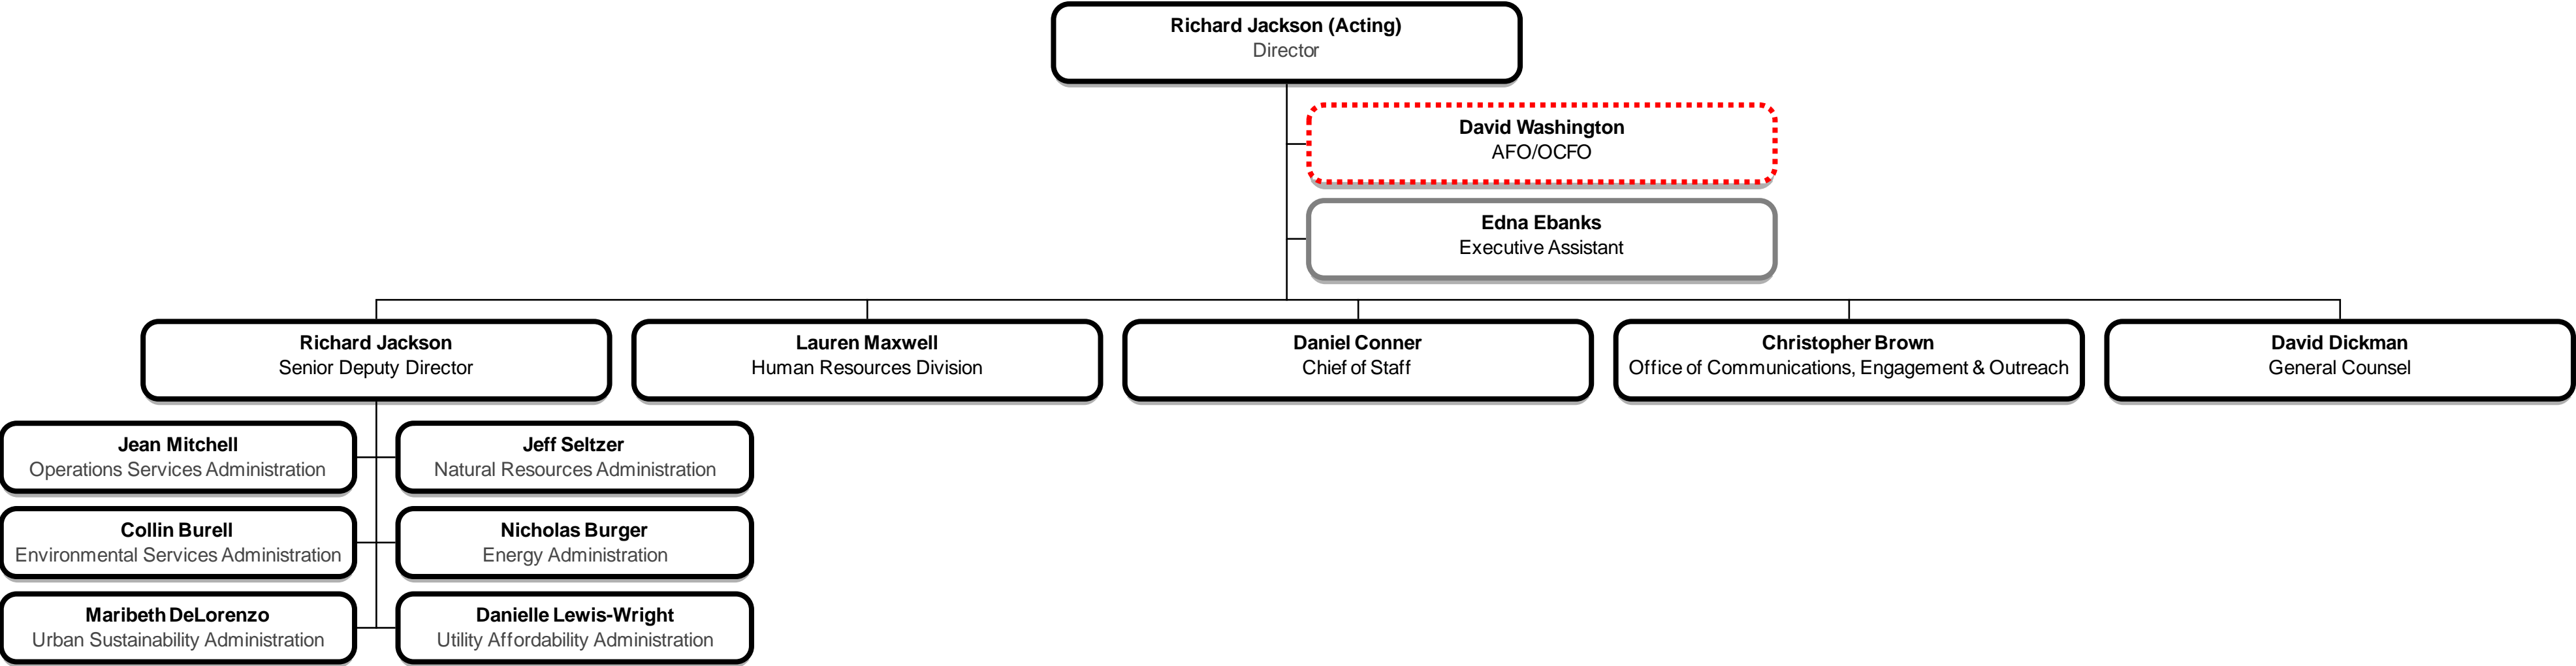 Richard Jackson (Acting)
Director
David Washington
AFO/OCFO
Edna Ebanks
Executive Assistant
Richard Jackson
Senior Deputy Director
Lauren Maxwell
Human Resources Division
Daniel Conner
Chief of Staff
Christopher Brown
Office of Communications, Engagement & Outreach
David Dickman
General Counsel
Jean Mitchell
Operations Services Administration
Jeff Seltzer
Natural Resources Administration
Collin Burell
Environmental Services Administration
Nicholas Burger
Energy Administration
Maribeth DeLorenzo
Urban Sustainability Administration
Danielle Lewis-Wright
Utility Affordability Administration